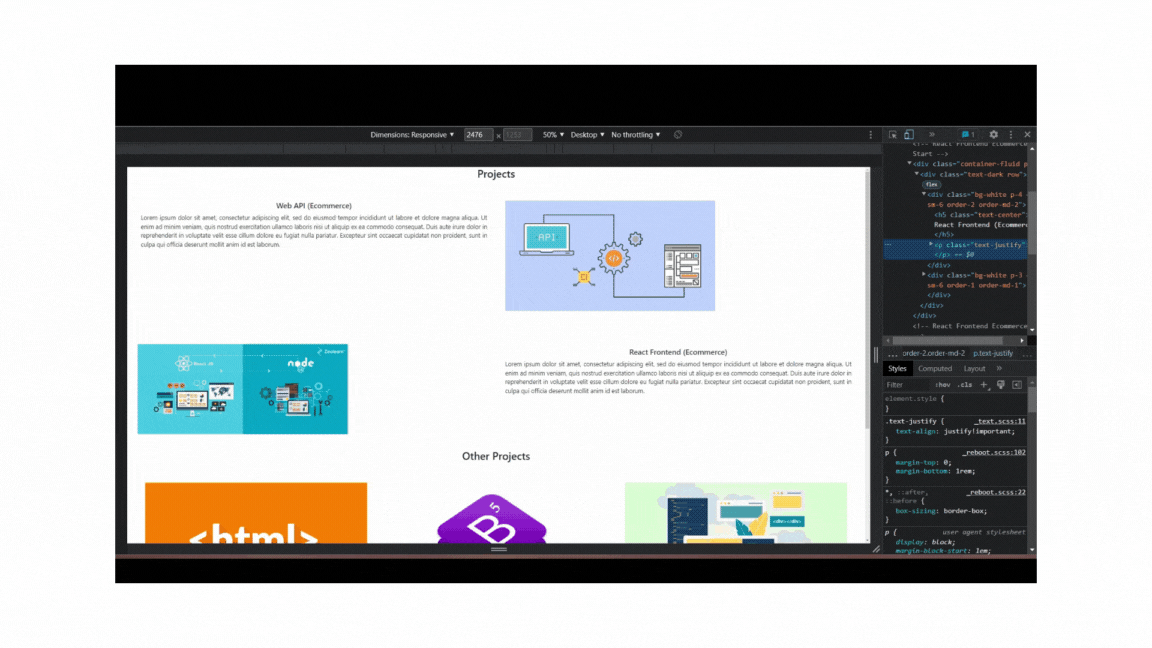 Dimensions: Responsive ▼ 2476 × 1253 50% ▼ Desktop ▼ No throttling ▼
Projects
Web API (Ecommerce)
Lorem ipsum dolor sit amet, consectetur adipiscing elit, sed do eiusmod tempor incididunt ut labore et dolore magna aliqua. Ut
enim ad minim veniam, quis nostrud exercitation ullamco laboris nisi ut aliquip ex ea commodo consequat. Duis aute irure dolor in
reprehenderit in voluptate velit esse cillum dolore eu fugiat nulla pariatur. Excepteur sint occaecat cupidatat non proident, sunt in
culpa qui officia deserunt mollit anim id est laborum.
API
node
React Frontend (Ecommerce)
Lorem ipsum dolor sit amet, consectetur adipiscing elit, sed do eiusmod tempor incididunt ut labore et dolore magna aliqua. Ut
enim ad minim veniam, quis nostrud exercitation ullamco laboris nisi ut aliquip ex ea commodo consequat. Duis aute irure dolor in
reprehenderit in voluptate velit esse cillum dolore eu fugiat nulla pariatur. Excepteur sint occaecat cupidatat non proident, sunt in
culpa qui officia deserunt mollit anim id est laborum.
Other Projects
<html>
B 5
1
<!-- React Frontend Ecommerce
Start -->
<div class="container-fluid p
<div class="text-dark row">
flex
<div class="bg-white p-4
sm-6 order-2 order-md-2">
<h5 class="text-center"
React Frontend (Ecommer
</h5>
<p class="text-justify"
</p> == $0
</div>
<div class="bg-white p-3
sm-6 order-1 order-md-1">
</div>
</div>
</div>
<!-- React Frontend Ecommerce
... order-2.order-md-2 p.text-justify ...
Styles Computed Layout »
Filter :hov .cls +
element.style {
}
.text-justify { _text.scss:11
text-align: justify!important;
}
p { _reboot.scss:102
margin-top: 0;
margin-bottom: 1rem;
}
*, ::after, _reboot.scss:22
::before {
box-sizing: border-box;
}
p { user agent stylesheet
display: block;
margin-block-start: 1em;